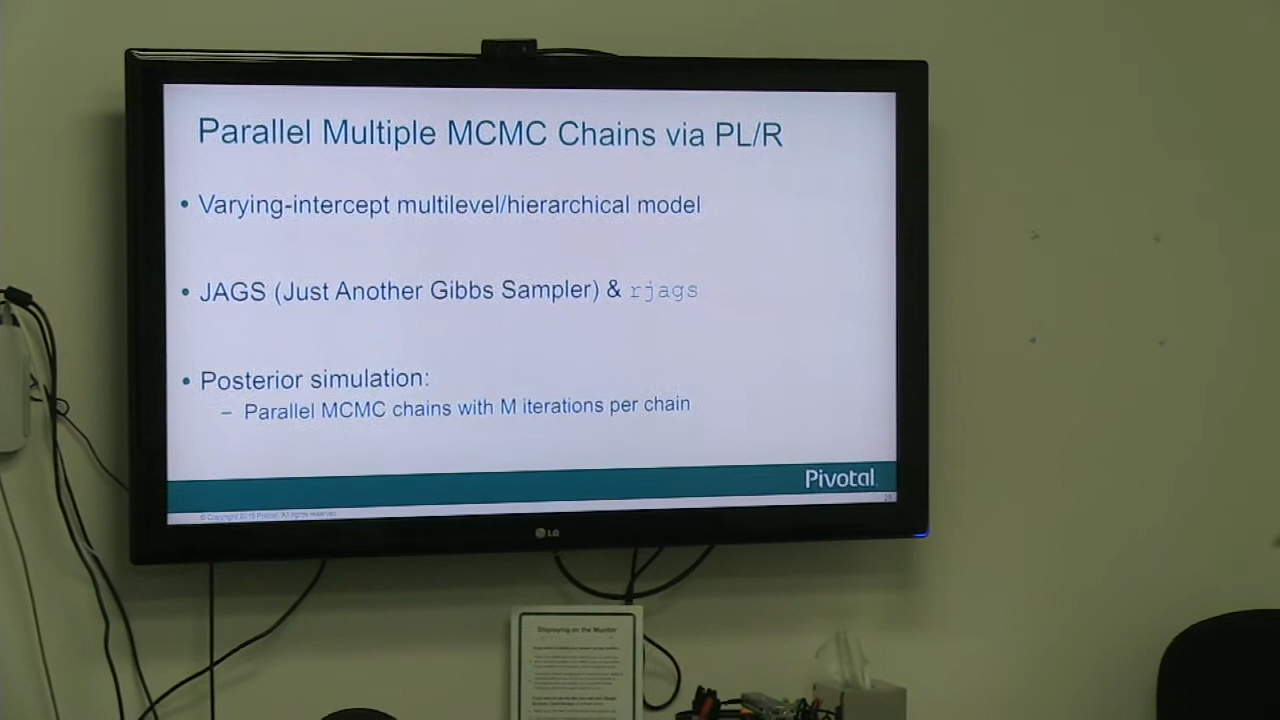 Parallel Multiple MCMC Chains via PL/R
• Varying-intercept multilevel/hierarchical model
• JAGS (Just Another Gibbs Sampler) & rjags
• Posterior simulation:
– Parallel MCMC chains with M iterations per chain
Pivotal
LG
Displaying on the Monitor